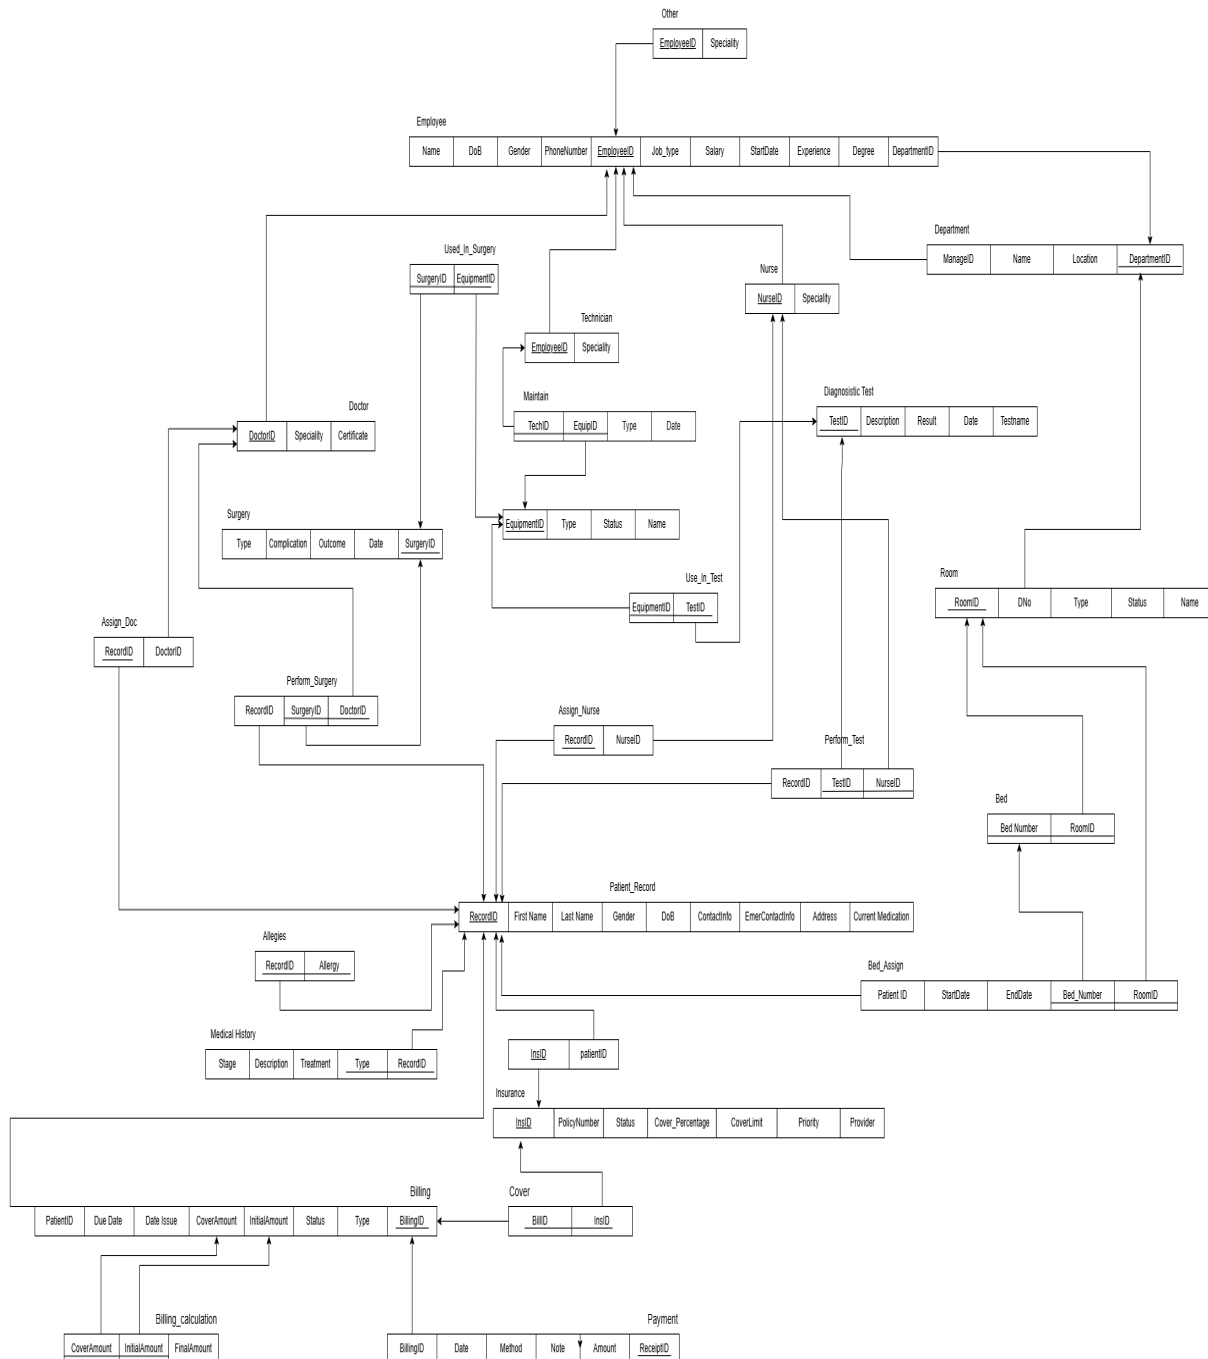 Other
EmployeeID Speciality
Employee
Name DoB Gender PhoneNumber EmployeeID Job_type Salary StartDate Experience Degree DepartmentID
Department
ManageID Name Location DepartmentID
Used_In_Surgery
SurgeryID EquipmentID
Nurse
NurseID Speciality
Technician
EmployeeID Speciality
Doctor
DoctorID Speciality Certificate
Maintain
TechID EquipID Type Date
Diagnosistic Test
TestID Description Result Date Testname
Surgery
Type Complication Outcome Date SurgeryID
EquipmentID Type Status Name
Use_In_Test
EquipmentID TestID
Room
RoomID DNo Type Status Name
Assign_Doc
RecordID DoctorID
Perform_Surgery
RecordID SurgeryID DoctorID
Assign_Nurse
RecordID NurseID
Perform_Test
RecordID TestID NurseID
Bed
Bed Number RoomID
Patient_Record
RecordID First Name Last Name Gender DoB ContactInfo EmerContactInfo Address Current Medication
Allegies
RecordID Allergy
Bed_Assign
Patient ID StartDate EndDate Bed_Number RoomID
Medical History
Stage Description Treatment Type RecordID
InsID patientID
Insurance
InsID PolicyNumber Status Cover_Percentage CoverLimit Priority Provider
Billing
PatientID Due Date Date Issue CoverAmount InitialAmount Status Type BillingID
Cover
BillID InsID
Billing_calculation
CoverAmount InitialAmount FinalAmount
Payment
BillingID Date Method Note Amount ReceiptID